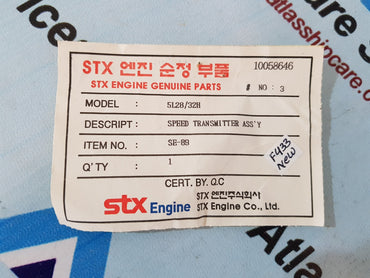 STX 엔진 순정 부품
10058646
STX ENGINE GENUINE PARTS
# NO : 3
MODEL : 5L28/32H
DESCRIPT : SPEED TRANSMITTER ASS'Y
ITEM NO. : SE-89
Q'TY : 1
F433
New
CERT. BY. Q.C
STX Engine
STX 엔진주식회사
STX Engine Co., Ltd.
atlasshipcare.com